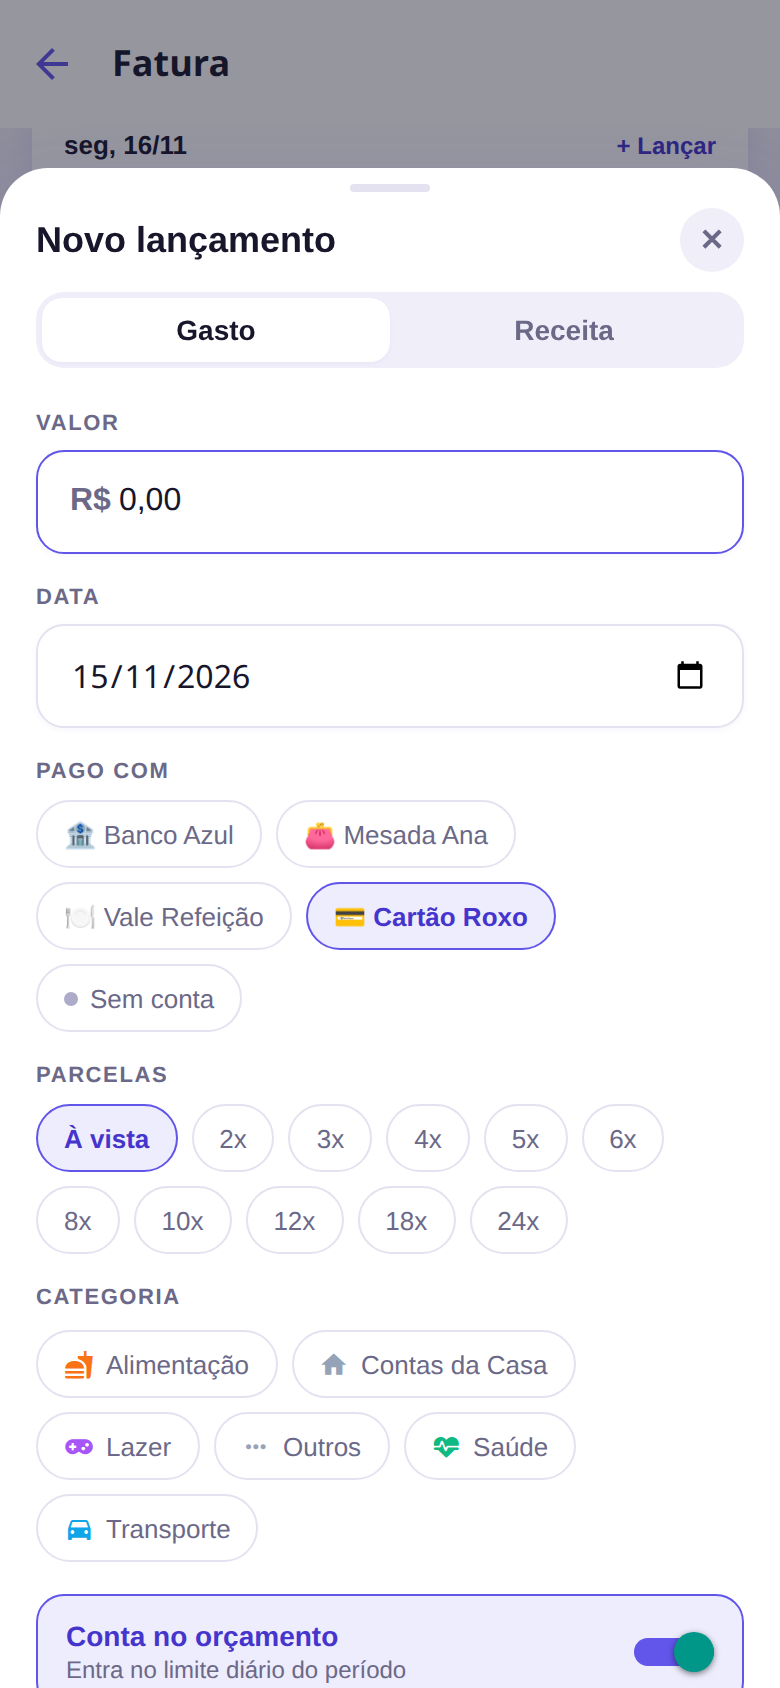 Fatura
seg, 16/11
+ Lançar
Novo lançamento
Gasto
Receita
VALOR
R$ 0,00
DATA
15/11/2026
PAGO COM
Banco Azul
Mesada Ana
Vale Refeição
Cartão Roxo
Sem conta
PARCELAS
À vista
2x
3x
4x
5x
6x
8x
10x
12x
18x
24x
CATEGORIA
Alimentação
Contas da Casa
Lazer
Outros
Saúde
Transporte
Conta no orçamento
Entra no limite diário do período